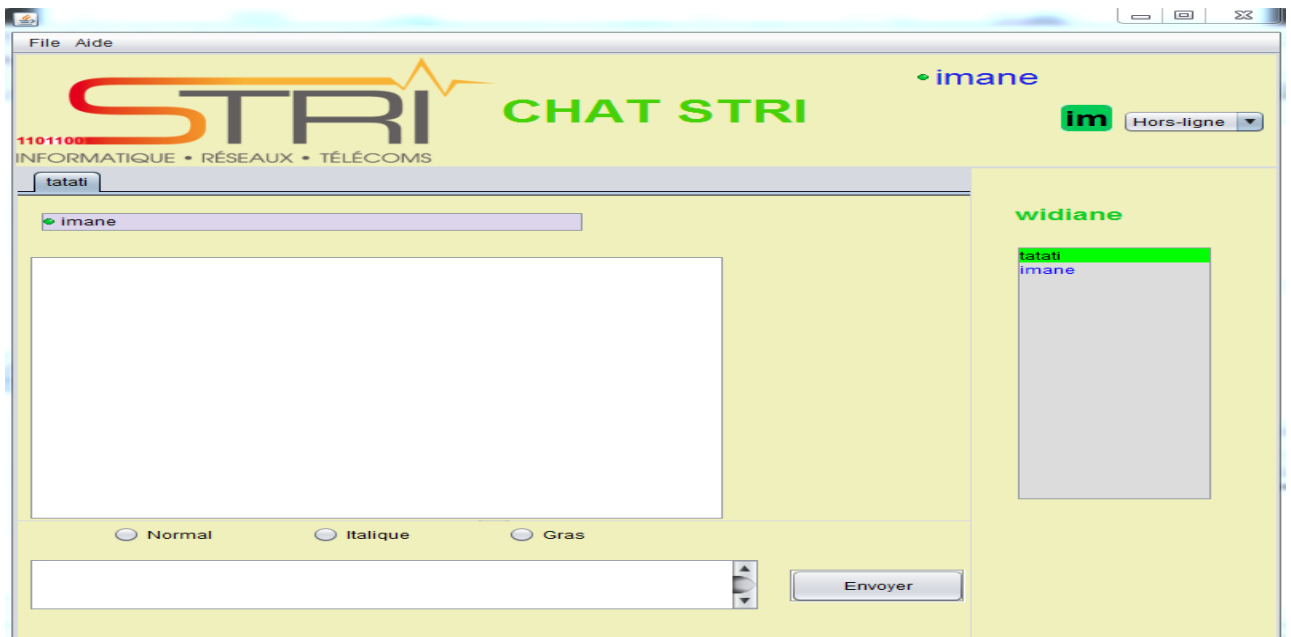 File Aide
STRI
1101100
INFORMATIQUE • RÉSEAUX • TÉLÉCOMS
CHAT STRI
imane
im
Hors-ligne
tatati
imane
widiane
tatati
imane
Normal Italique Gras
Envoyer